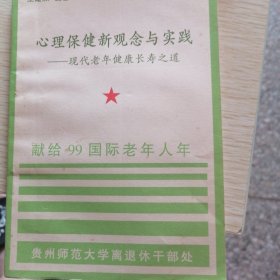 心理保健新观念与实践
——现代老年健康长寿之道
献给·99国际老年人年
贵州师范大学离退休干部处